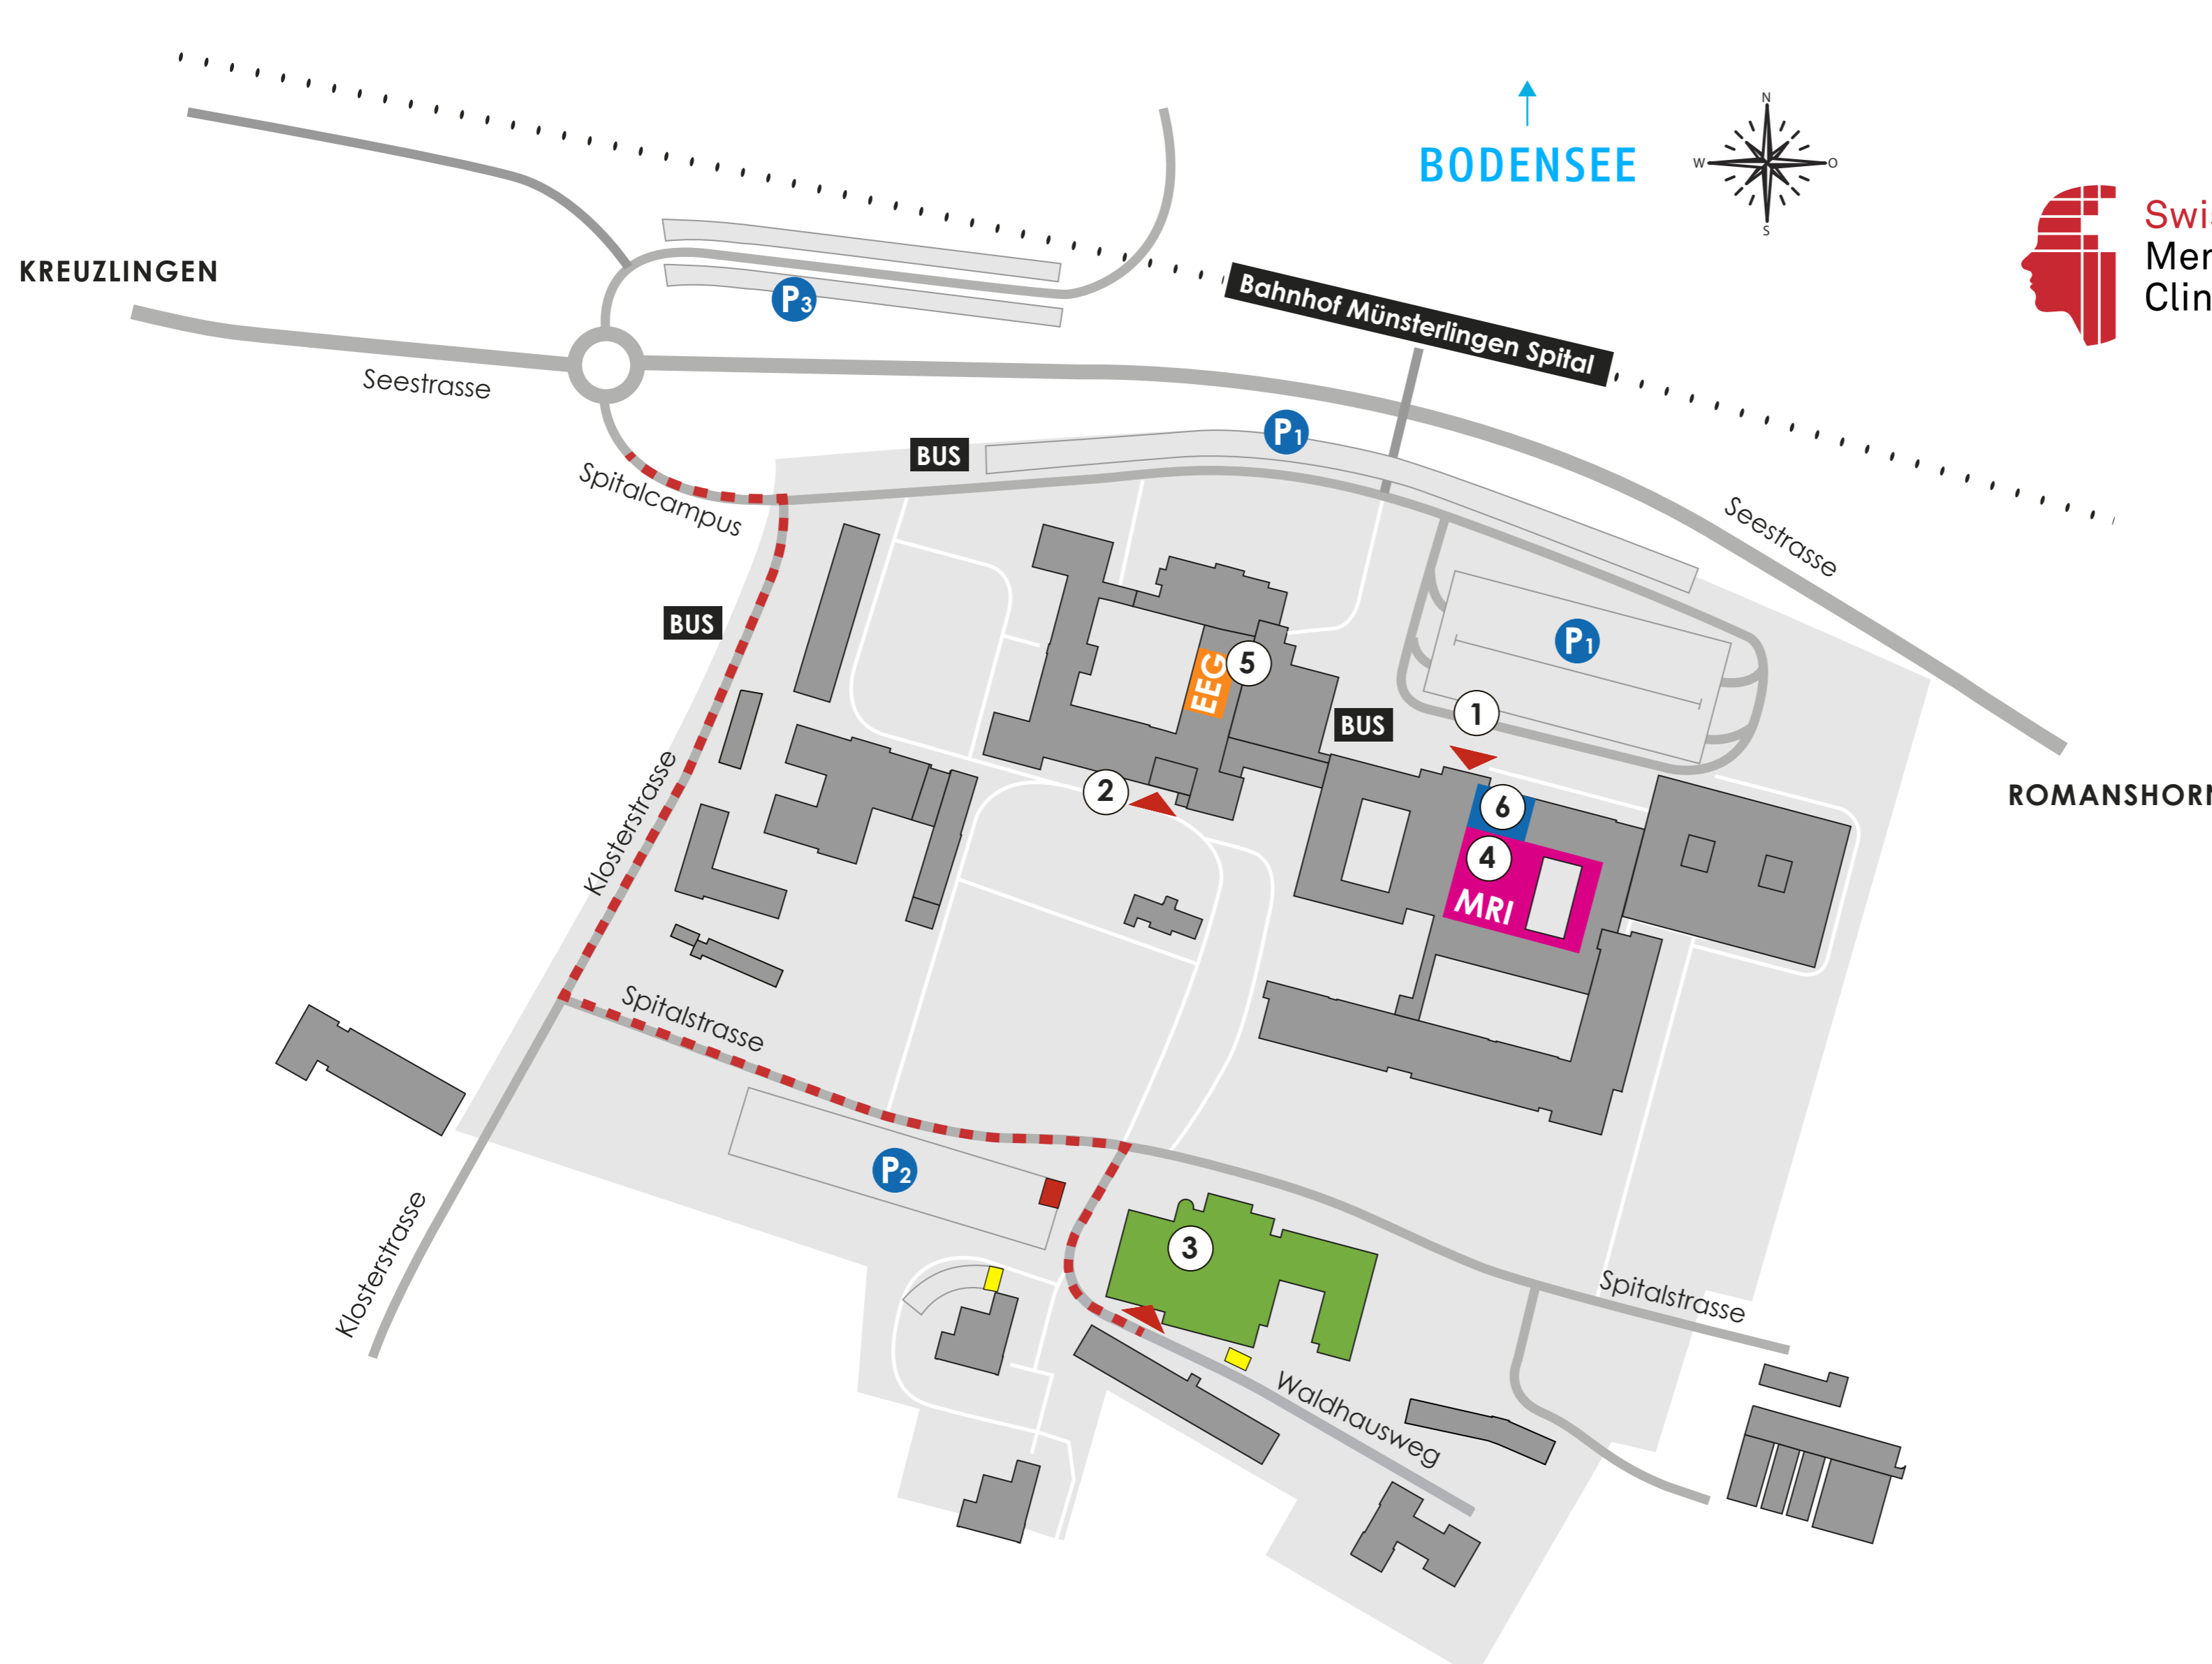 BODENSEE
N
W
O
S
Swi
Men
Clin
KREUZLINGEN
P3
Bahnhof Münsterlingen Spital
Seestrasse
P1
BUS
Spitalcampus
Seestrasse
BUS
EEG
5
P1
BUS
1
2
6
4
MRI
ROMANSHORN
Klosterstrasse
Spitalstrasse
P2
3
Klosterstrasse
Spitalstrasse
Waldhausweg